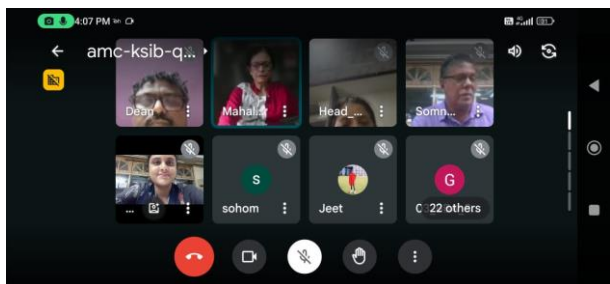 4:07 PM
amc-ksib-q...
Dean
Mahal...
Head_...
Somn...
...
S
sohom
Jeet
G
22 others